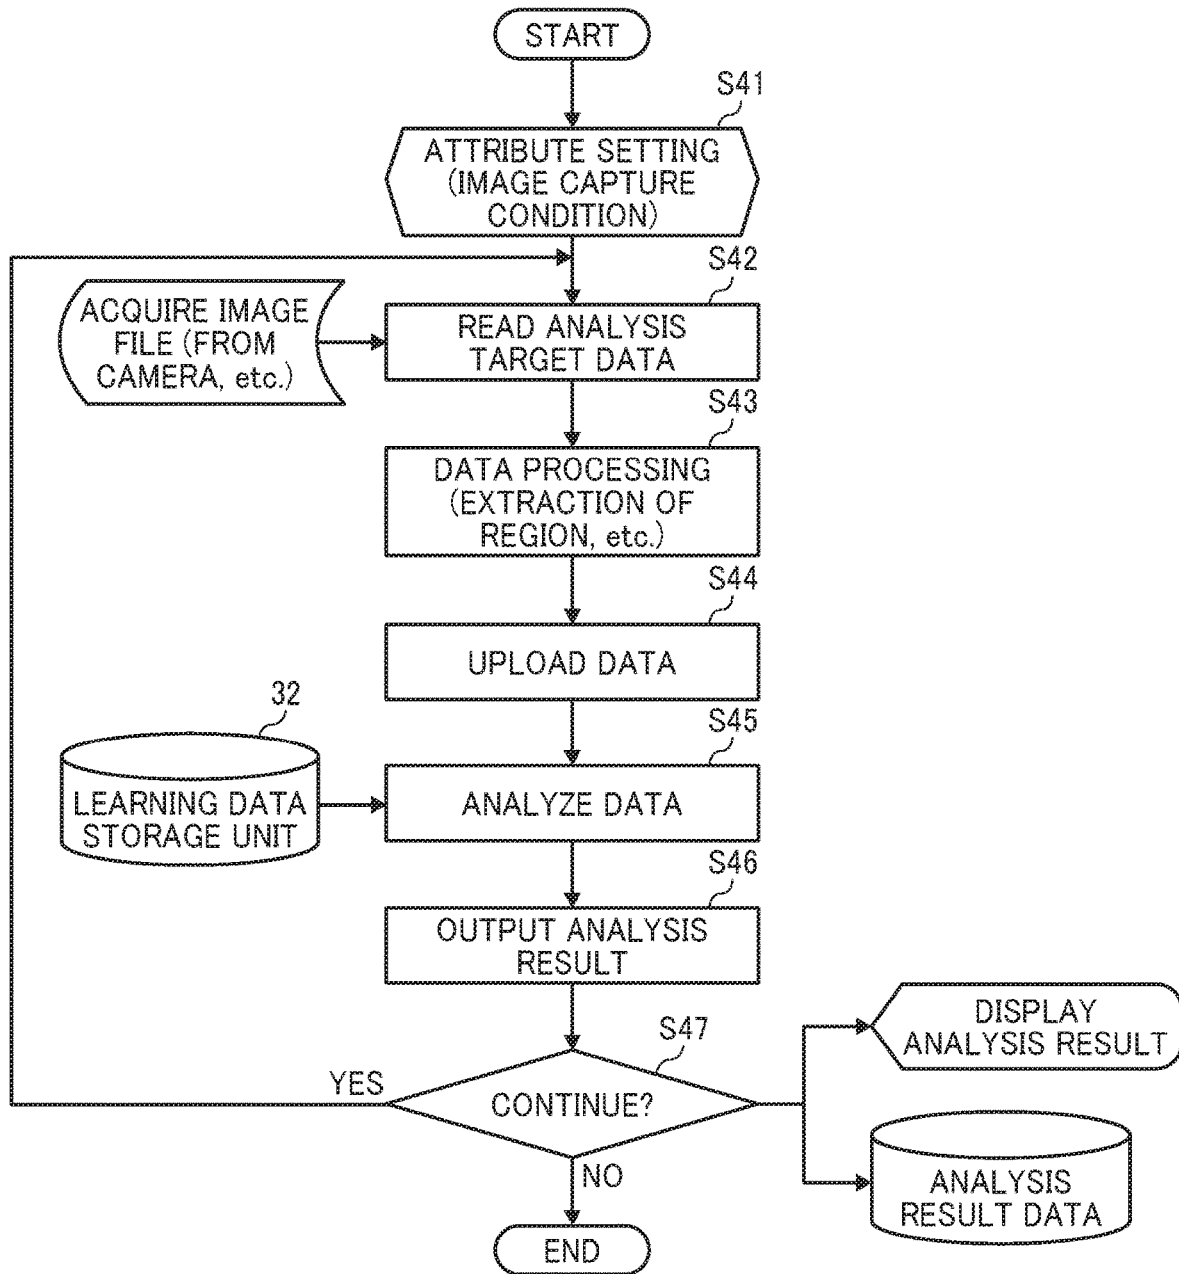 START
S41
ATTRIBUTE SETTING
(IMAGE CAPTURE
CONDITION)
S42
ACQUIRE IMAGE
FILE (FROM
CAMERA, etc.)
READ ANALYSIS
TARGET DATA
S43
DATA PROCESSING
(EXTRACTION OF
REGION, etc.)
S44
UPLOAD DATA
32
LEARNING DATA
STORAGE UNIT
S45
ANALYZE DATA
S46
OUTPUT ANALYSIS
RESULT
S47
YES
CONTINUE?
NO
DISPLAY
ANALYSIS RESULT
ANALYSIS
RESULT DATA
END